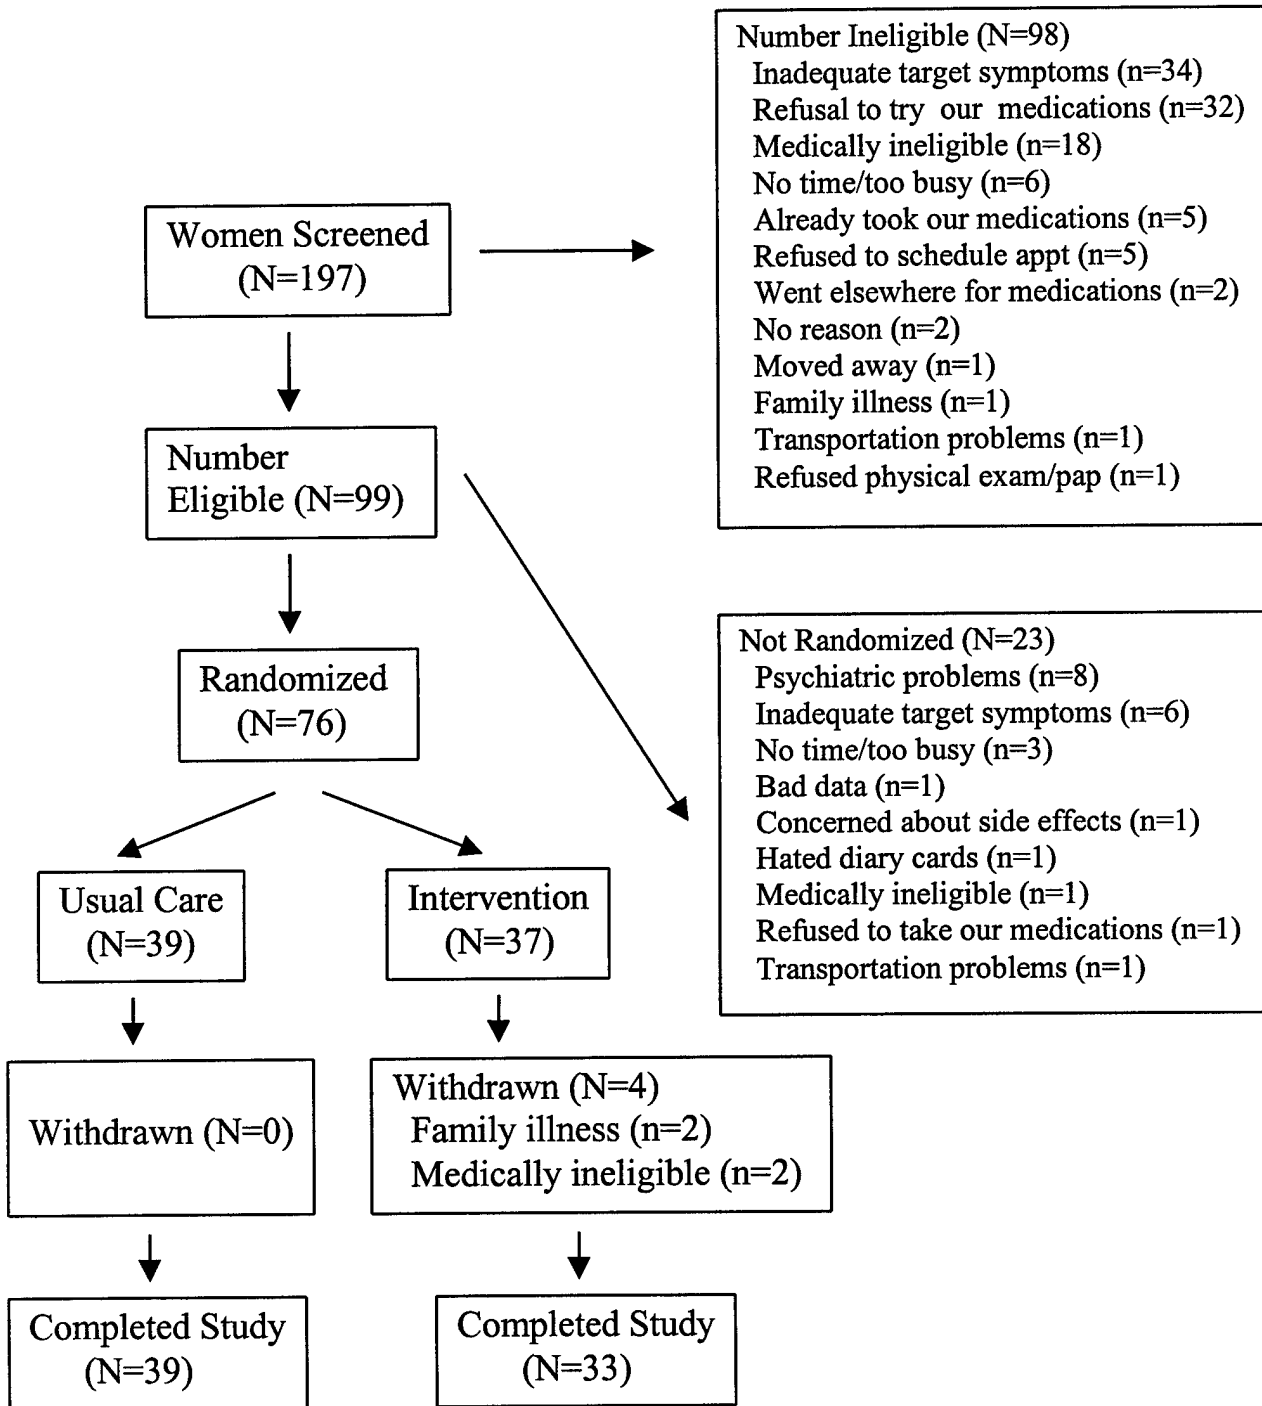 Women Screened
(N=197)
Number Ineligible (N=98)
Inadequate target symptoms (n=34)
Refusal to try our medications (n=32)
Medically ineligible (n=18)
No time/too busy (n=6)
Already took our medications (n=5)
Refused to schedule appt (n=5)
Went elsewhere for medications (n=2)
No reason (n=2)
Moved away (n=1)
Family illness (n=1)
Transportation problems (n=1)
Refused physical exam/pap (n=1)
Number
Eligible (N=99)
Not Randomized (N=23)
Psychiatric problems (n=8)
Inadequate target symptoms (n=6)
No time/too busy (n=3)
Bad data (n=1)
Concerned about side effects (n=1)
Hated diary cards (n=1)
Medically ineligible (n=1)
Refused to take our medications (n=1)
Transportation problems (n=1)
Randomized
(N=76)
Usual Care
(N=39)
Intervention
(N=37)
Withdrawn (N=0)
Withdrawn (N=4)
Family illness (n=2)
Medically ineligible (n=2)
Completed Study
(N=39)
Completed Study
(N=33)